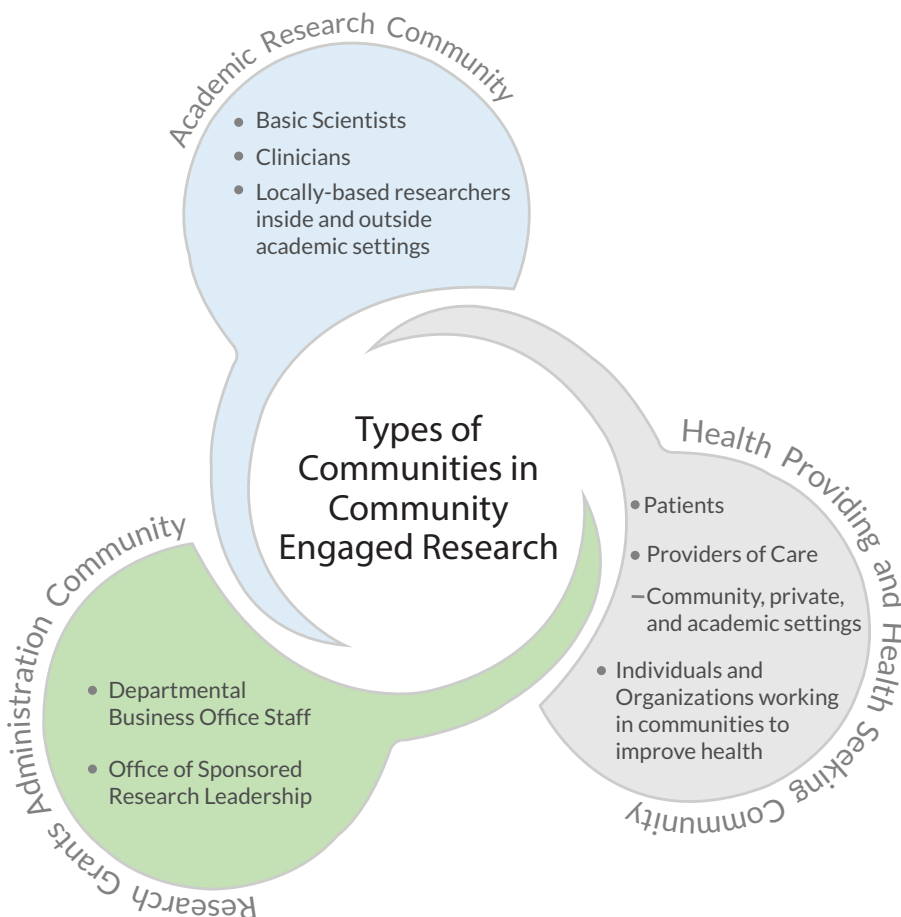 Academic Research Community
• Basic Scientists
• Clinicians
• Locally-based researchers
inside and outside
academic settings
Types of
Communities in
Community
Engaged Research
Health Providing and Health Seeking Community
• Patients
• Providers of Care
– Community, private,
and academic settings
• Individuals and
Organizations working
in communities to
improve health
Research Grants Administration Community
• Departmental
Business Office Staff
• Office of Sponsored
Research Leadership